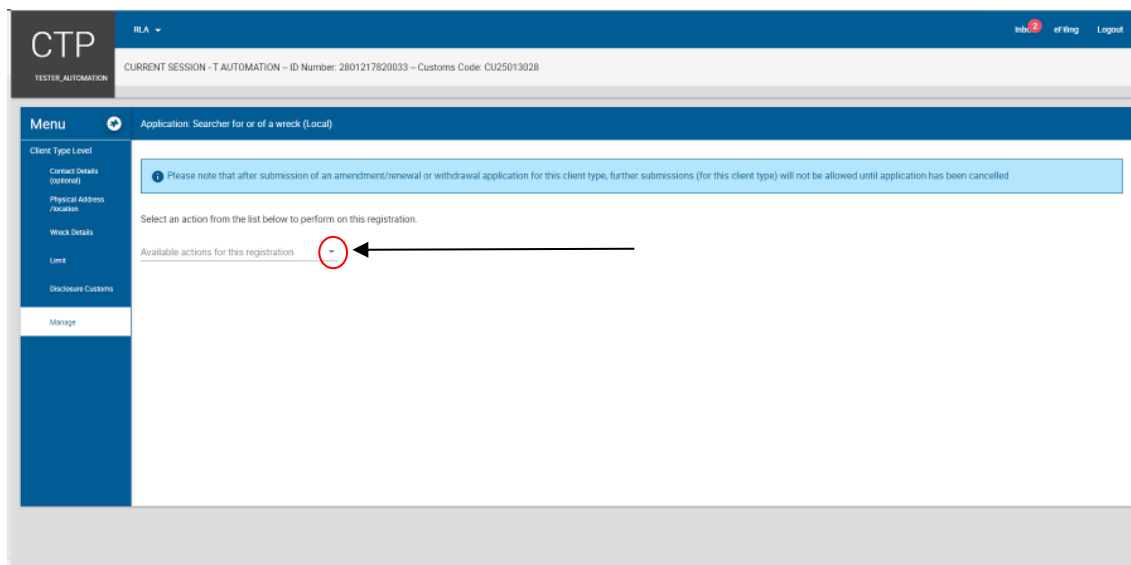 CTP
TESTER_AUTOMATION
RLA
Inbox 2 eFiling Logout
CURRENT SESSION - T AUTOMATION – ID Number: 2801217820033 – Customs Code: CU25013028
Menu
Application: Searcher for or of a wreck (Local)
Client Type Level
Contact Details
(optional)
Physical Address
/location
Wreck Details
Limit
Disclosure Customs
Manage
Please note that after submission of an amendment/renewal or withdrawal application for this client type, further submissions (for this client type) will not be allowed until application has been cancelled
Select an action from the list below to perform on this registration.
Available actions for this registration